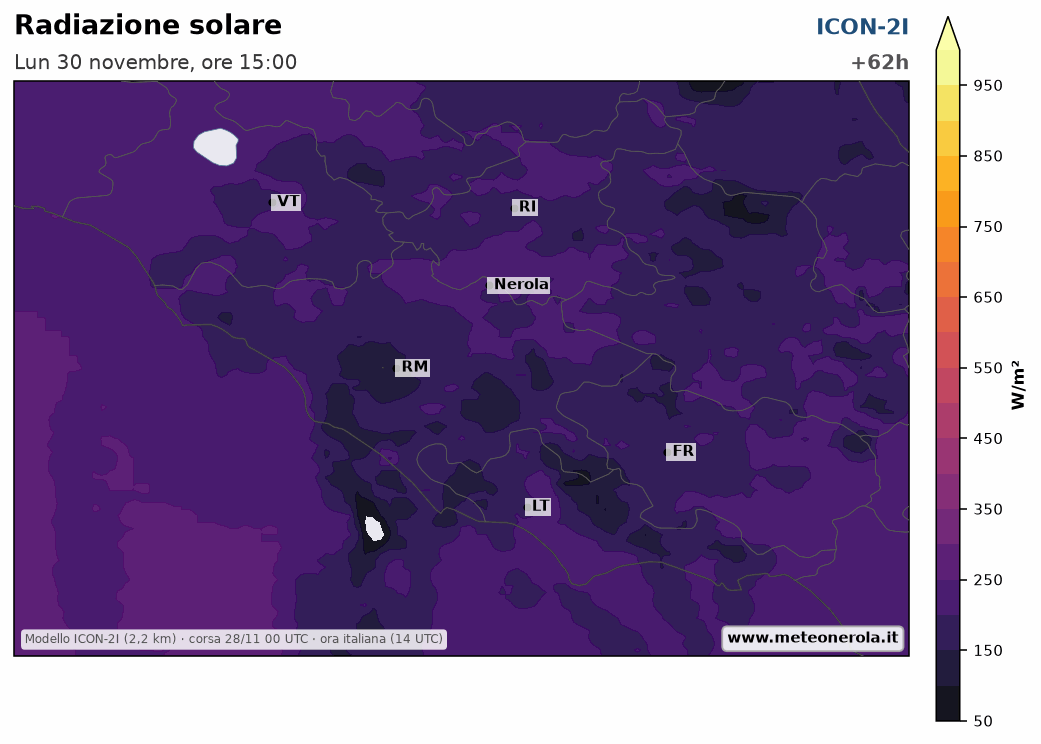 Radiazione solare
ICON-2I
Lun 30 novembre, ore 15:00
+62h
VT
RI
Nerola
RM
FR
LT
Modello ICON-2I (2,2 km) · corsa 28/11 00 UTC · ora italiana (14 UTC)
www.meteonerola.it
950
850
750
650
550
450
350
250
150
50
W/m²